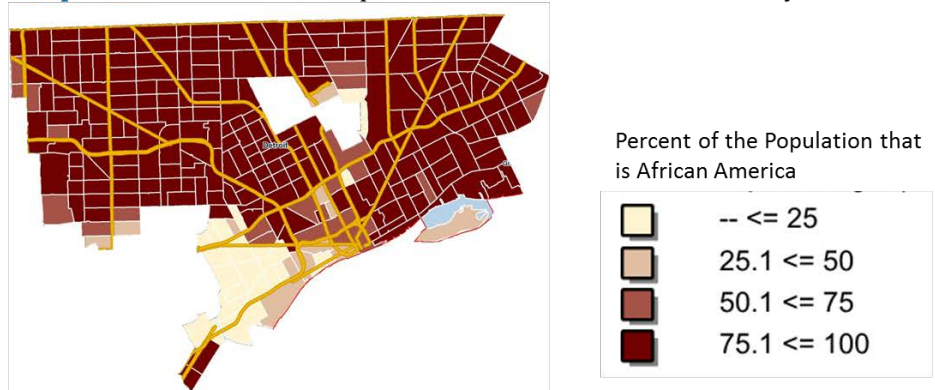 Detroit
Percent of the Population that
is African America
-- <= 25
25.1 <= 50
50.1 <= 75
75.1 <= 100